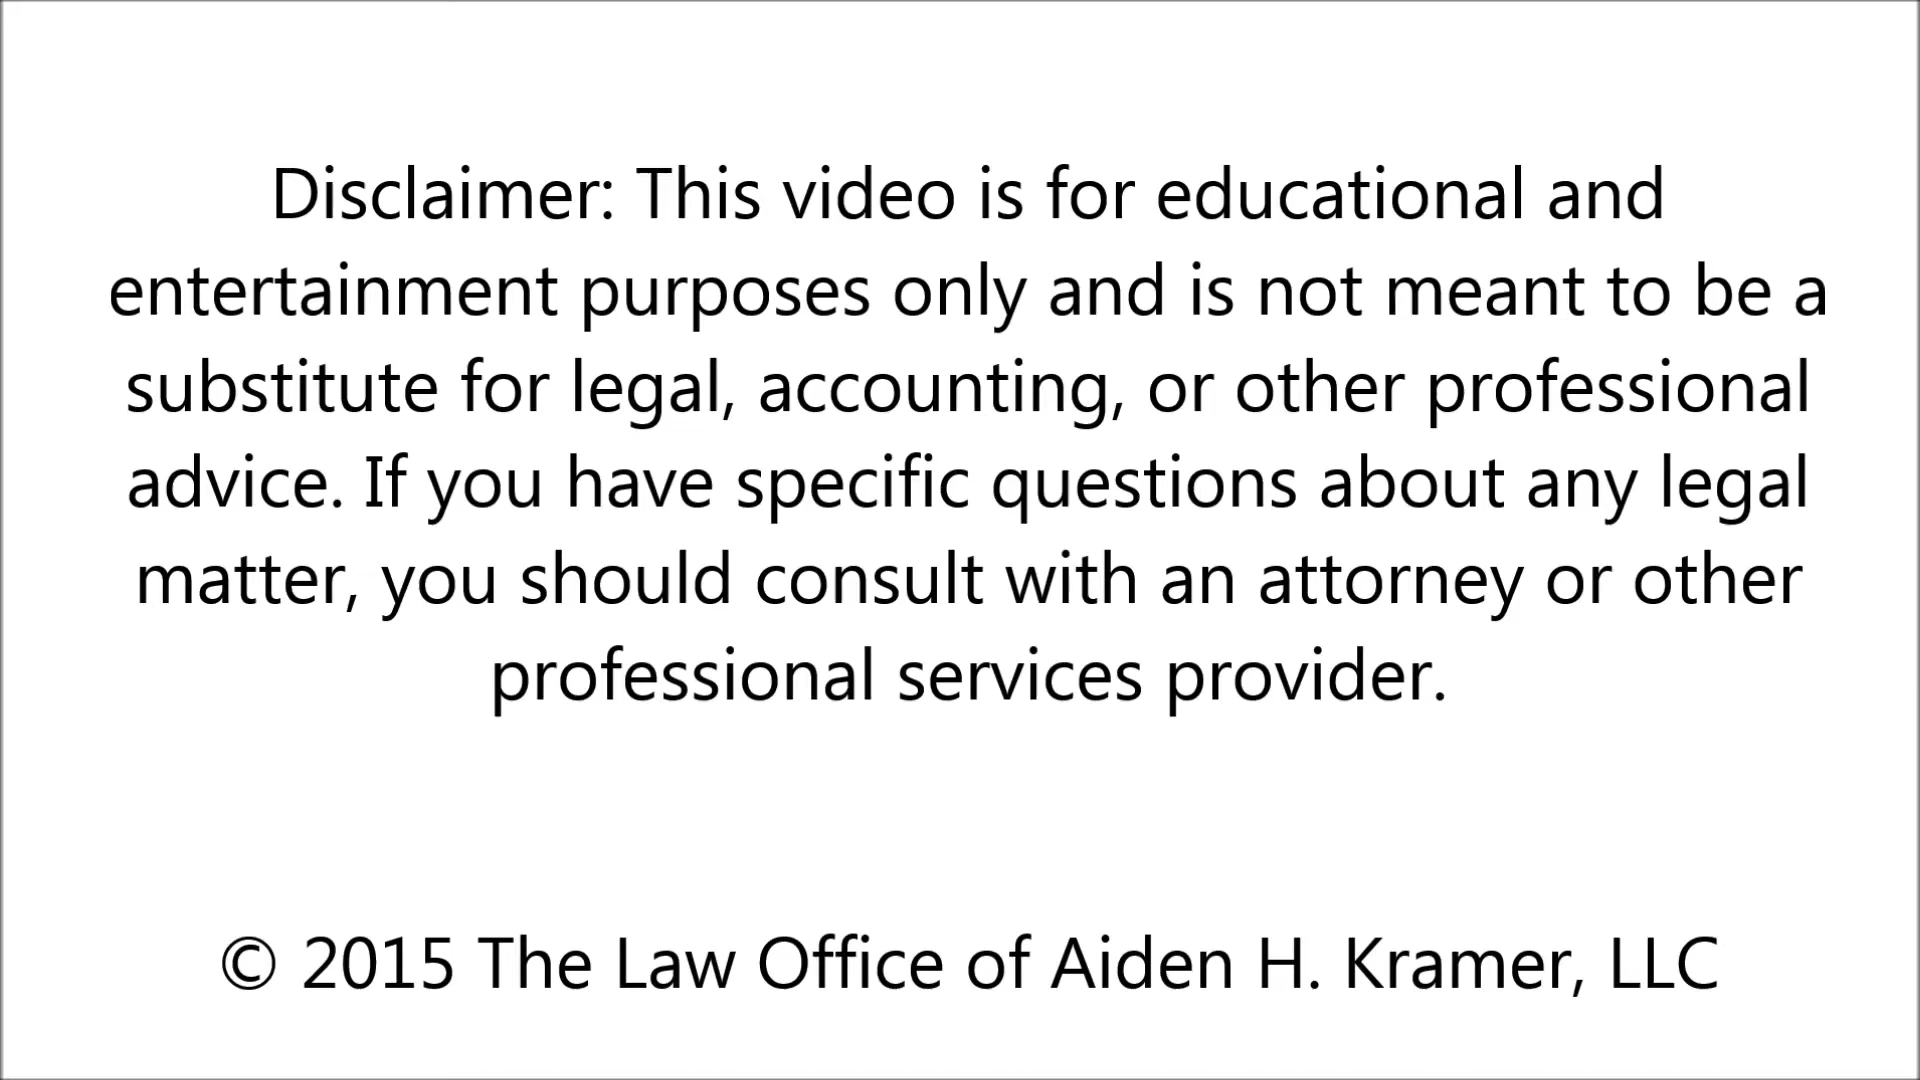 Disclaimer: This video is for educational and
entertainment purposes only and is not meant to be a
substitute for legal, accounting, or other professional
advice. If you have specific questions about any legal
matter, you should consult with an attorney or other
professional services provider.
© 2015 The Law Office of Aiden H. Kramer, LLC